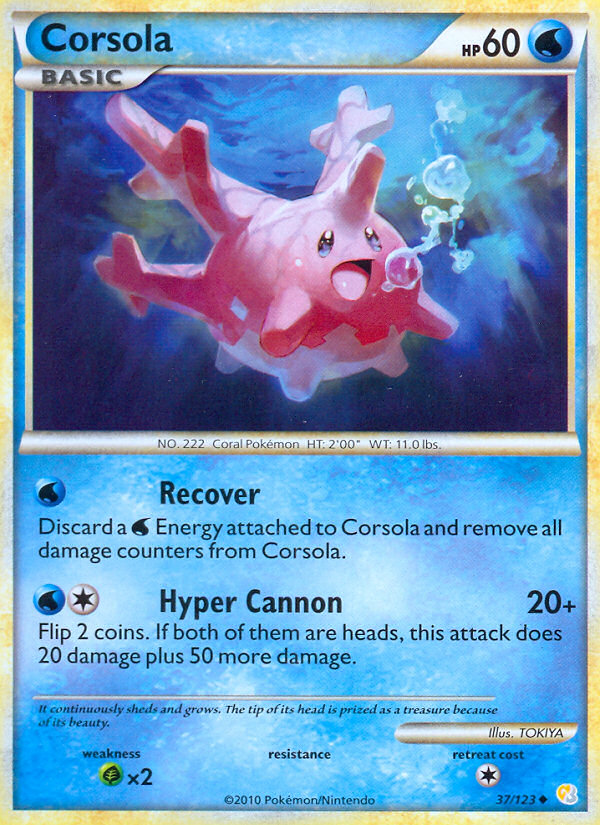 Corsola
HP 60
BASIC
NO. 222 Coral Pokémon HT: 2'00" WT: 11.0 lbs.
Recover
Discard a Energy attached to Corsola and remove all
damage counters from Corsola.
Hyper Cannon 20+
Flip 2 coins. If both of them are heads, this attack does
20 damage plus 50 more damage.
It continuously sheds and grows. The tip of its head is prized as a treasure because
of its beauty.
Illus. TOKIYA
weakness resistance retreat cost
×2
©2010 Pokémon/Nintendo 37/123